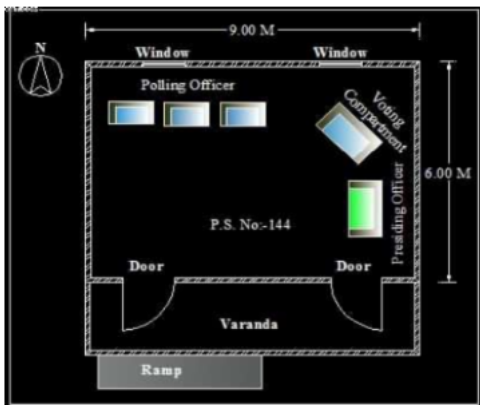 9.00 M
N
Window
Window
Polling Officer
Voting
Compartment
6.00 M
Presiding Officer
P.S. No:-144
Door
Door
Varanda
Ramp